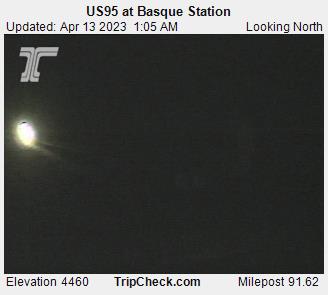 US95 at Basque Station
Updated: Apr 13 2023 1:05 AM Looking North
Elevation 4460 TripCheck.com Milepost 91.62